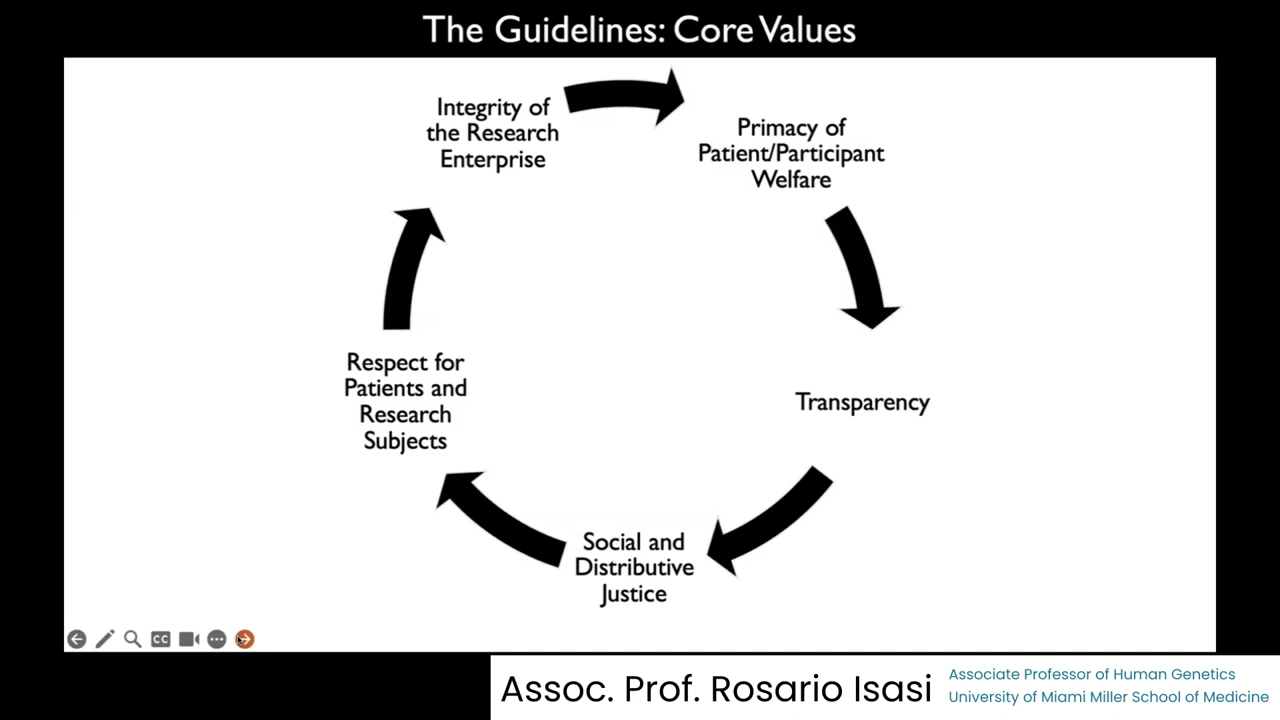 The Guidelines: Core Values
Integrity of
the Research
Enterprise
Primacy of
Patient/Participant
Welfare
Transparency
Social and
Distributive
Justice
Respect for
Patients and
Research
Subjects
CC
Assoc. Prof. Rosario Isasi
Associate Professor of Human Genetics
University of Miami Miller School of Medicine